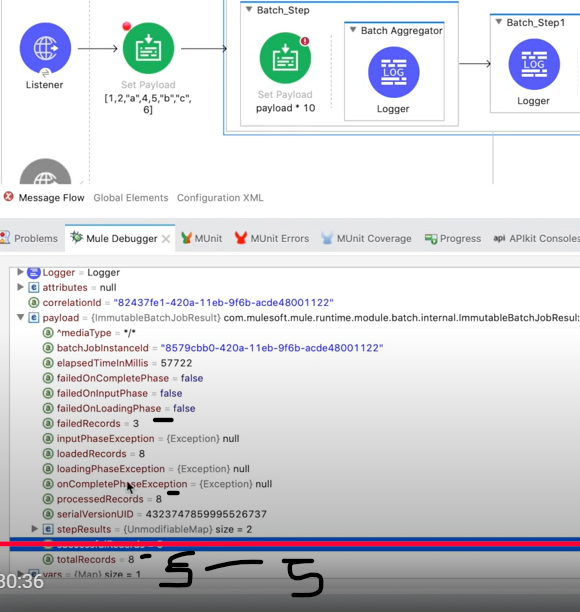 Batch_Step
Batch_Step1
Batch Aggregator
Listener
Set Payload
[1,2,"a",4,5,"b","c",
6]
Set Payload
payload * 10
LOG
Logger
LOG
Logger
Message Flow Global Elements Configuration XML
Problems Mule Debugger MUnit MUnit Errors MUnit Coverage Progress api APIkit Consoles
Logger = Logger
attributes = null
correlationId = "82437fe1-420a-11eb-9f6b-acde48001122"
payload = {ImmutableBatchJobResult} com.mulesoft.mule.runtime.module.batch.internal.ImmutableBatchJobResul
^mediaType = */*
batchJobInstanceId = "8579cbb0-420a-11eb-9f6b-acde48001122"
elapsedTimeInMillis = 57722
failedOnCompletePhase = false
failedOnInputPhase = false
failedOnLoadingPhase = false
failedRecords = 3
inputPhaseException = {Exception} null
loadedRecords = 8
loadingPhaseException = {Exception} null
onCompletePhaseException = {Exception} null
processedRecords = 8
serialVersionUID = 4323747859995526737
stepResults = {UnmodifiableMap} size = 2
totalRecords = 8
5 — 5
30:36
vars = {Map} size = 1